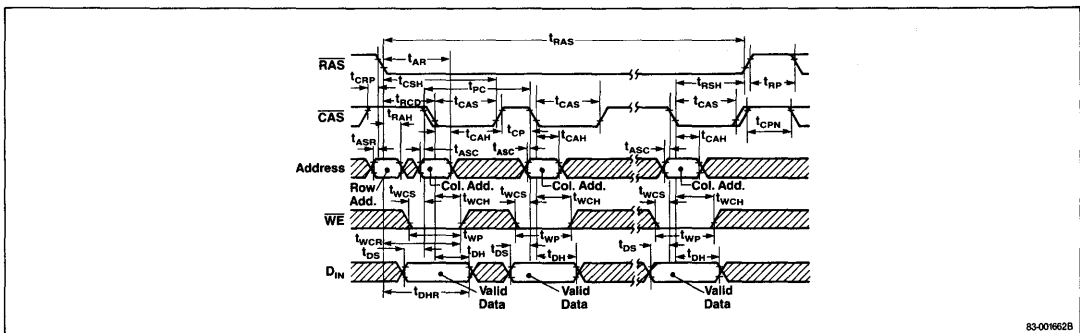 tRAS
RAS
tAR
tCRP
tCSH
tPC
tRSH
tRP
tRCD
tCAS
tCAS
tCAS
CAS
tRAH
tCAH
tCP
tCAH
tCAH
tCPN
tASR
tASC
tASC
tASC
Address
Row Add.
Col. Add.
Col. Add.
Col. Add.
tWCS
tWCH
tWCS
tWCH
tWCS
tWCH
WE
tWP
tWP
tWP
tWCR
tDS
tDH
tDS
tDH
tDS
tDH
DIN
tDHR
Valid Data
Valid Data
Valid Data
83-001662B